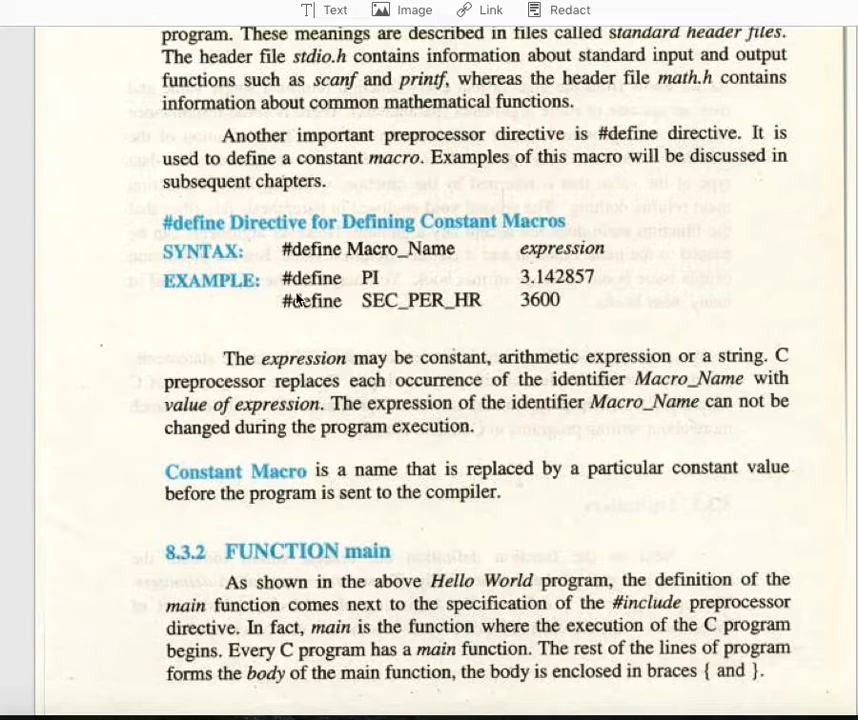 Text Image Link Redact
program. These meanings are described in files called standard header files.
The header file stdio.h contains information about standard input and output
functions such as scanf and printf, whereas the header file math.h contains
information about common mathematical functions.
Another important preprocessor directive is #define directive. It is
used to define a constant macro. Examples of this macro will be discussed in
subsequent chapters.
#define Directive for Defining Constant Macros
SYNTAX: #define Macro_Name expression
EXAMPLE: #define PI 3.142857
#define SEC_PER_HR 3600
The expression may be constant, arithmetic expression or a string. C
preprocessor replaces each occurrence of the identifier Macro_Name with
value of expression. The expression of the identifier Macro_Name can not be
changed during the program execution.
Constant Macro is a name that is replaced by a particular constant value
before the program is sent to the compiler.
8.3.2 FUNCTION main
As shown in the above Hello World program, the definition of the
main function comes next to the specification of the #include preprocessor
directive. In fact, main is the function where the execution of the C program
begins. Every C program has a main function. The rest of the lines of program
forms the body of the main function, the body is enclosed in braces { and }.